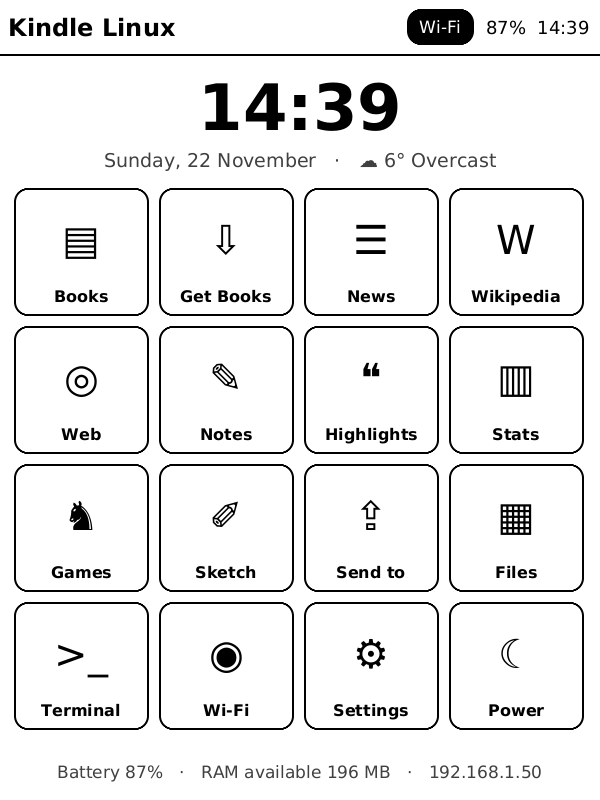 Kindle Linux Wi-Fi 87% 14:39
14:39
Sunday, 22 November · ☁ 6° Overcast
Books Get Books News Wikipedia
Web Notes Highlights Stats
Games Sketch Send to Files
Terminal Wi-Fi Settings Power
Battery 87% · RAM available 196 MB · 192.168.1.50